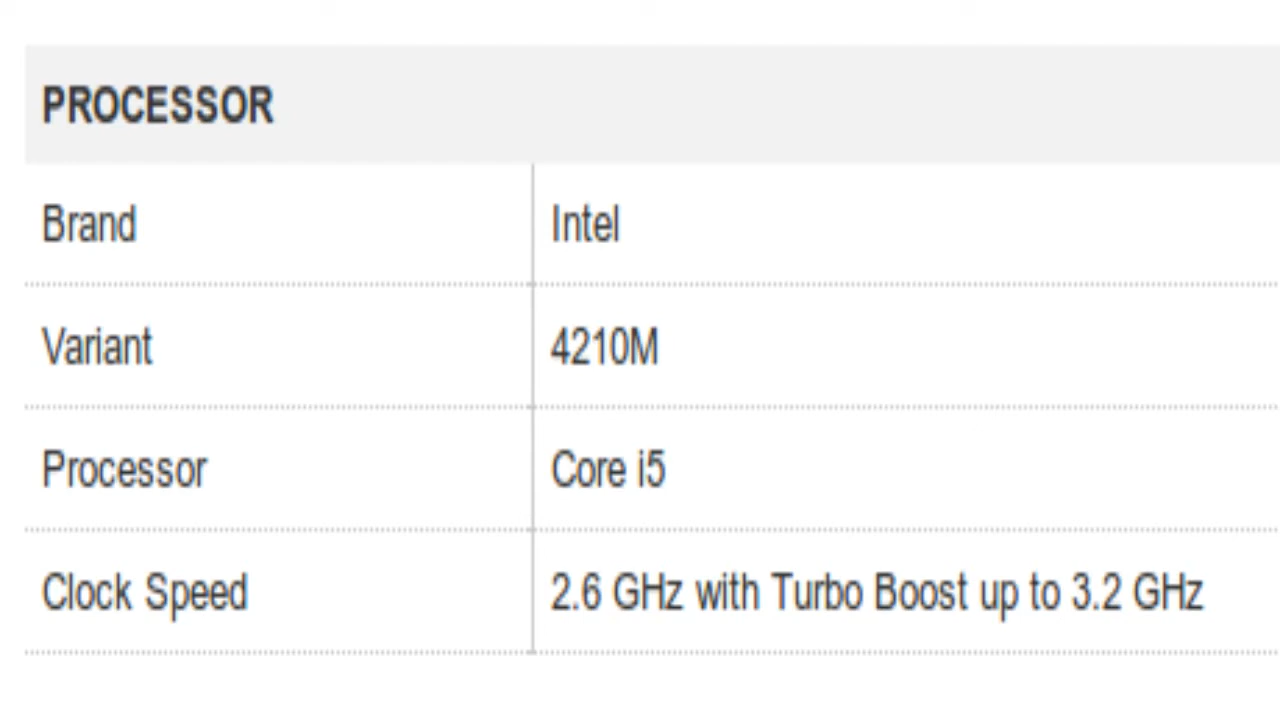 PROCESSOR
Brand Intel
Variant 4210M
Processor Core i5
Clock Speed 2.6 GHz with Turbo Boost up to 3.2 GHz